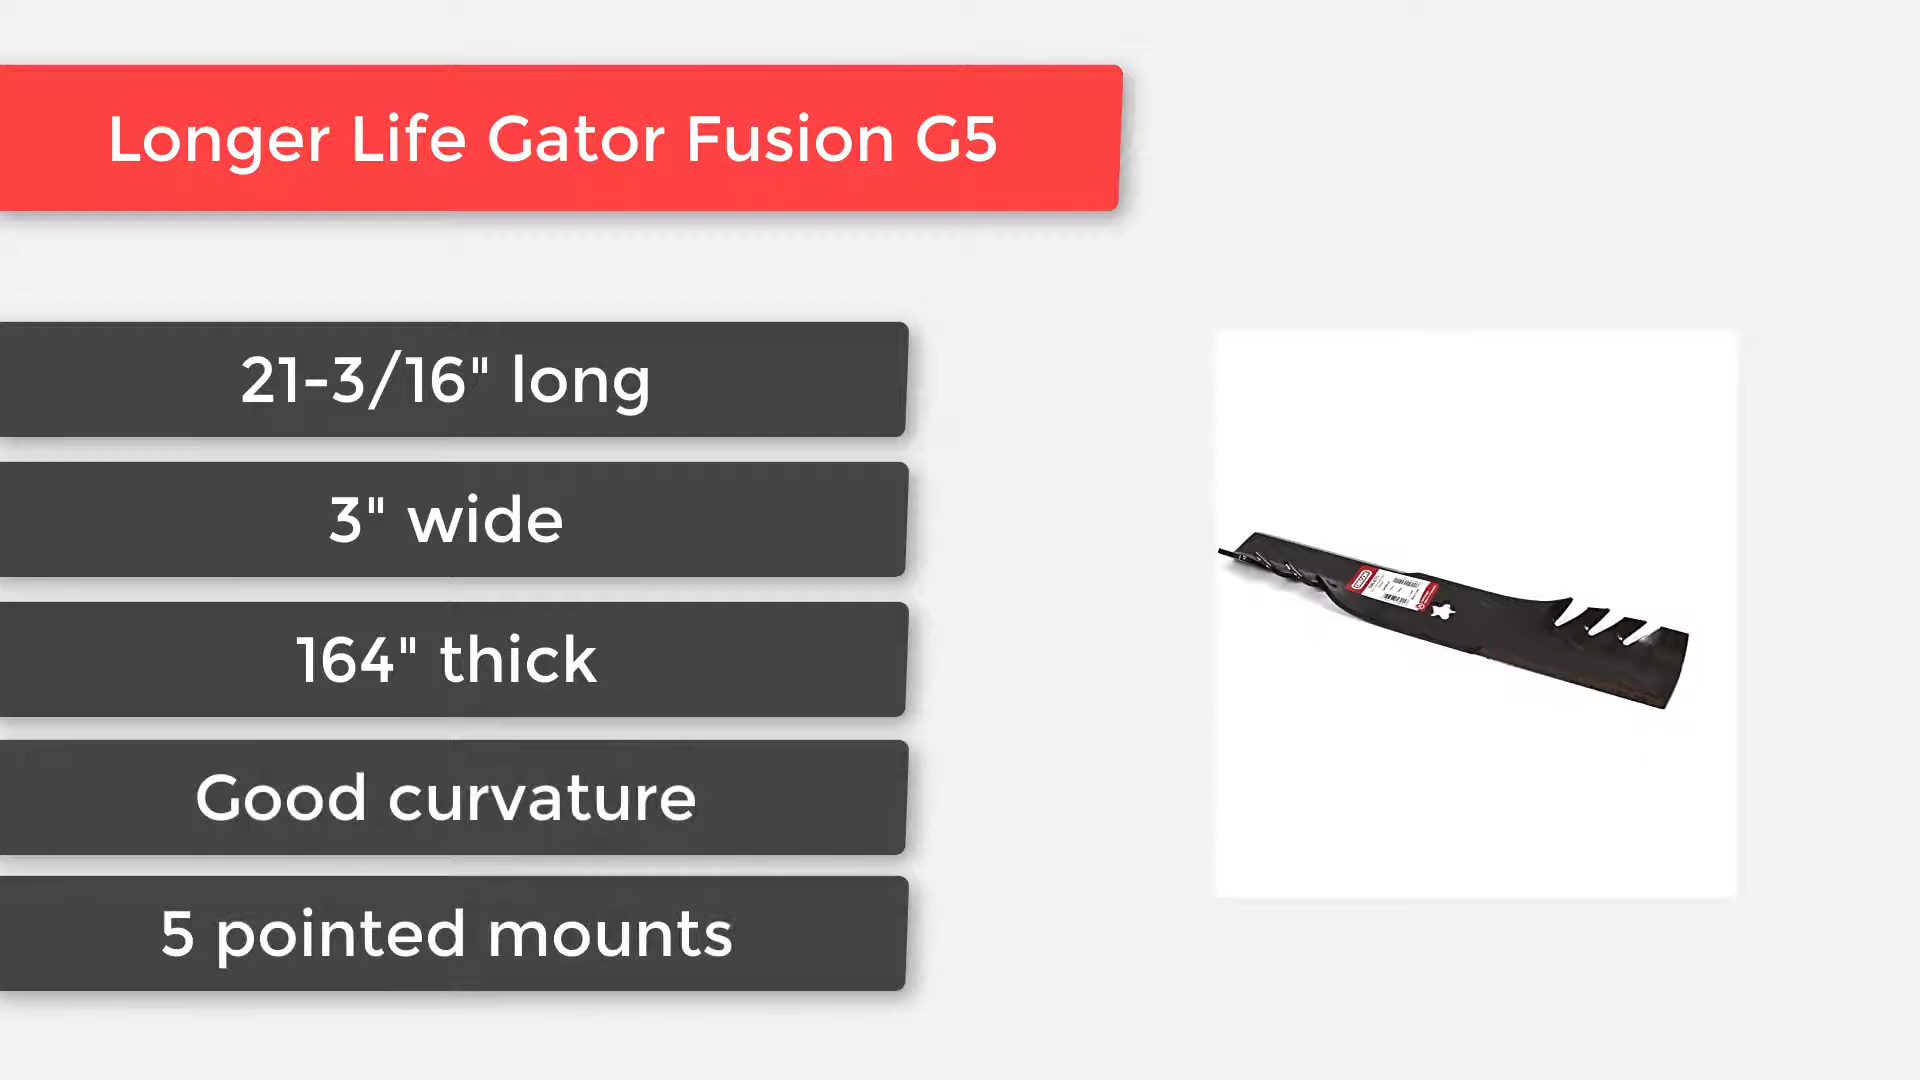 Longer Life Gator Fusion G5
21-3/16" long
3" wide
164" thick
Good curvature
5 pointed mounts